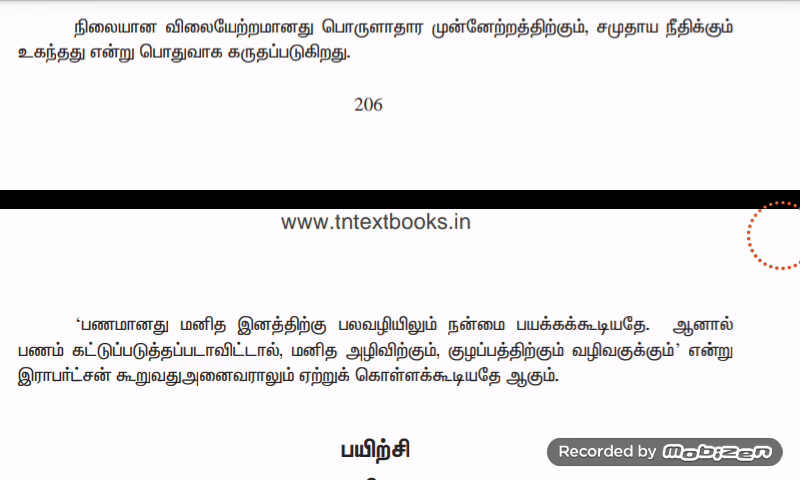 நிலையான விலையேற்றமானது பொருளாதார முன்னேற்றத்திற்கும், சமுதாய நீதிக்கும்
உகந்தது என்று பொதுவாக கருதப்படுகிறது.
206
www.tntextbooks.in
‘பணமானது மனித இனத்திற்கு பலவழியிலும் நன்மை பயக்கக்கூடியதே. ஆனால்
பணம் கட்டுப்படுத்தப்படாவிட்டால், மனித அழிவிற்கும், குழப்பத்திற்கும் வழிவகுக்கும்’ என்று
இராபர்ட்சன் கூறுவதுஅனைவராலும் ஏற்றுக் கொள்ளக்கூடியதே ஆகும்.
பயிற்சி
Recorded by mobizen